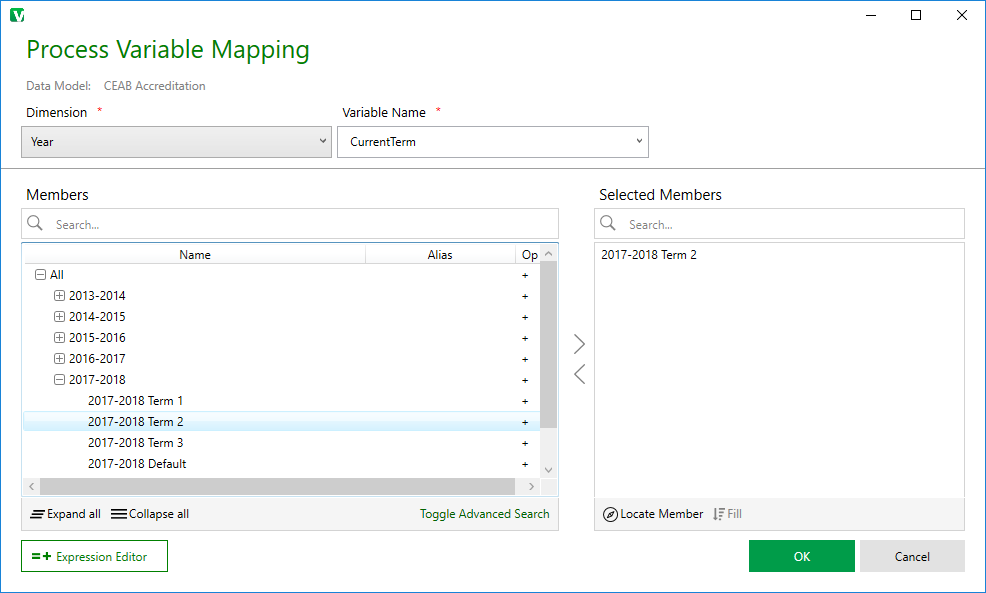 V
Process Variable Mapping
Data Model: CEAB Accreditation
Dimension * Variable Name *
Year CurrentTerm
Members Selected Members
Search... Search...
Name Alias Op
2017-2018 Term 2
All +
2013-2014 +
2014-2015 +
2015-2016 +
2016-2017 +
2017-2018 +
2017-2018 Term 1 +
2017-2018 Term 2 +
2017-2018 Term 3 +
2017-2018 Default +
Expand all Collapse all Toggle Advanced Search Locate Member Fill
Expression Editor OK Cancel